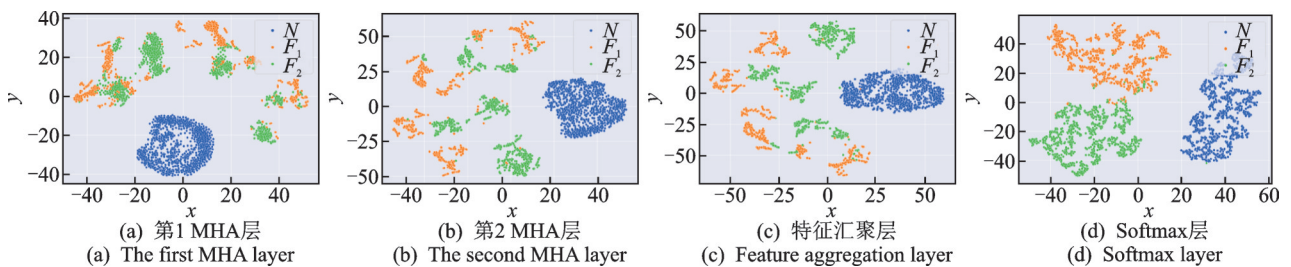 40
20
0
−20
−40
y
−40 −20 0 20 40
x
N
F₁
F₂
(a) 第1 MHA层
(a) The first MHA layer
50
25
0
−25
−50
y
−40 −20 0 20 40
x
N
F₁
F₂
(b) 第2 MHA层
(b) The second MHA layer
50
0
−50
y
−50 −25 0 25 50
x
N
F₁
F₂
(c) 特征汇聚层
(c) Feature aggregation layer
40
20
0
−20
−40
y
−40 −20 0 20 40 60
x
N
F₁
F₂
(d) Softmax层
(d) Softmax layer